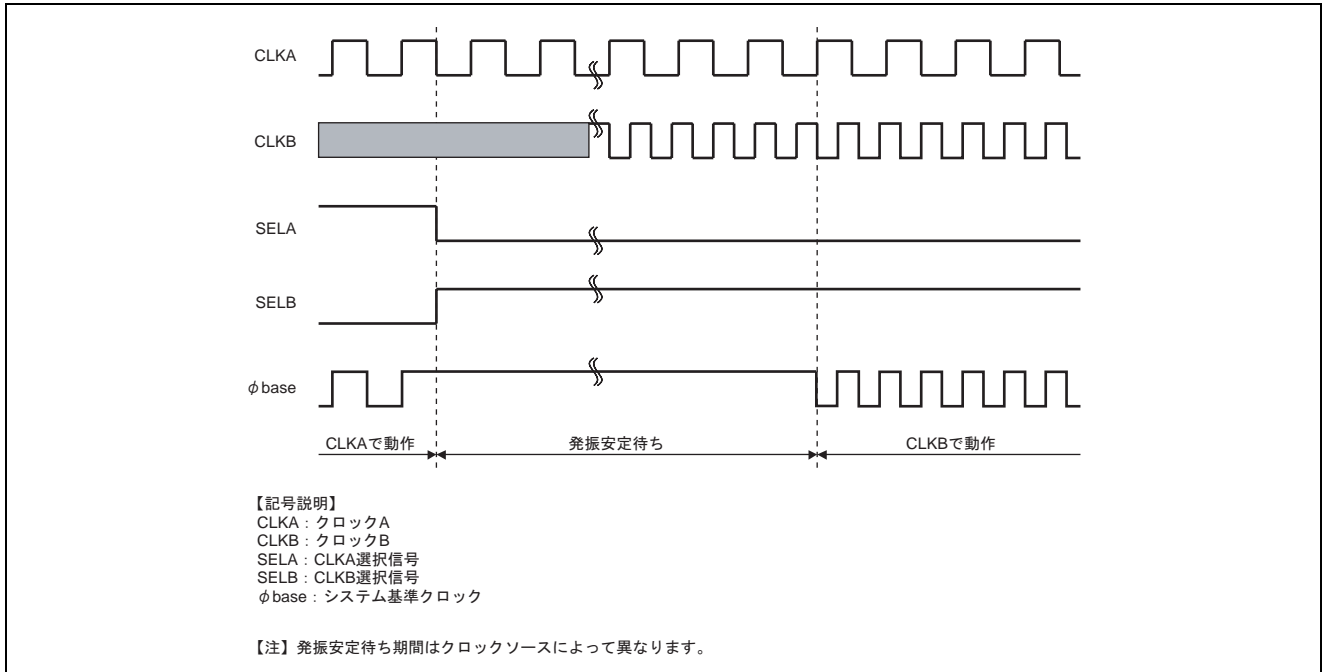 CLKA
CLKB
SELA
SELB
φbase
CLKAで動作
発振安定待ち
CLKBで動作
【記号説明】
CLKA：クロックA
CLKB：クロックB
SELA：CLKA選択信号
SELB：CLKB選択信号
φbase：システム基準クロック
【注】発振安定待ち期間はクロックソースによって異なります。